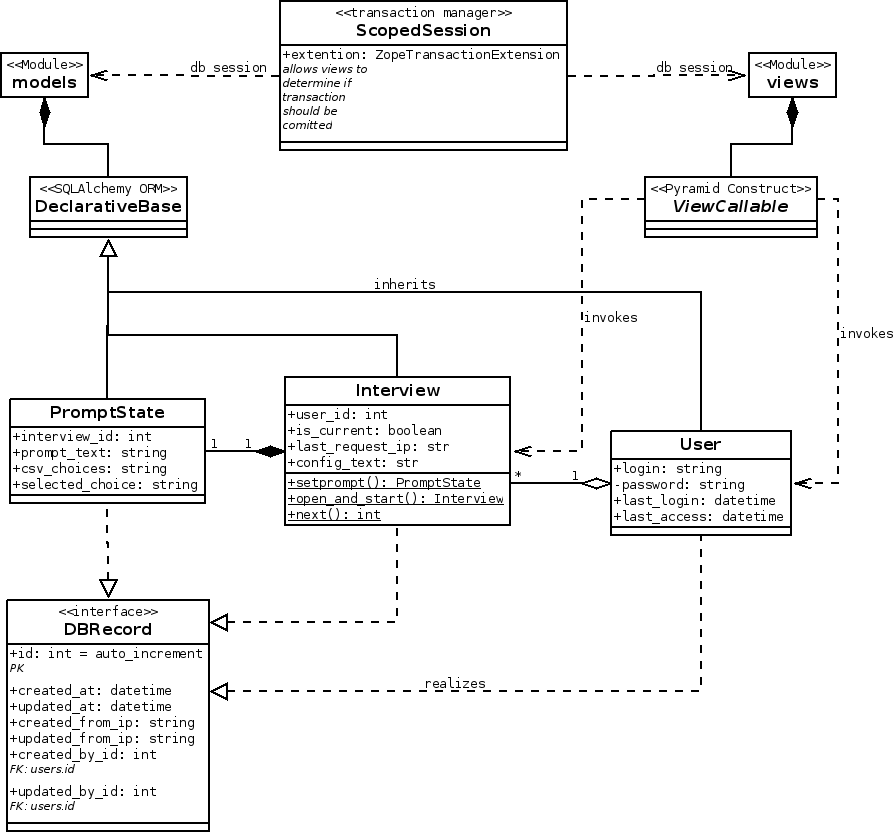 <<transaction manager>>
ScopedSession
+extention: ZopeTransactionExtension
allows views to
determine if
transaction
should be
comitted
<<Module>>
models
db session
db session
<<Module>>
views
<<SQLAlchemy ORM>>
DeclarativeBase
<<Pyramid Construct>>
ViewCallable
inherits
invokes
invokes
PromptState
+interview_id: int
+prompt_text: string
+csv_choices: string
+selected_choice: string
1
1
Interview
+user_id: int
+is_current: boolean
+last_request_ip: str
+config_text: str
+setprompt(): PromptState
+open_and_start(): Interview
+next(): int
*
1
User
+login: string
-password: string
+last_login: datetime
+last_access: datetime
<<interface>>
DBRecord
+id: int = auto_increment
PK
+created_at: datetime
+updated_at: datetime
+created_from_ip: string
+updated_from_ip: string
+created_by_id: int
FK: users.id
+updated_by_id: int
FK: users.id
realizes